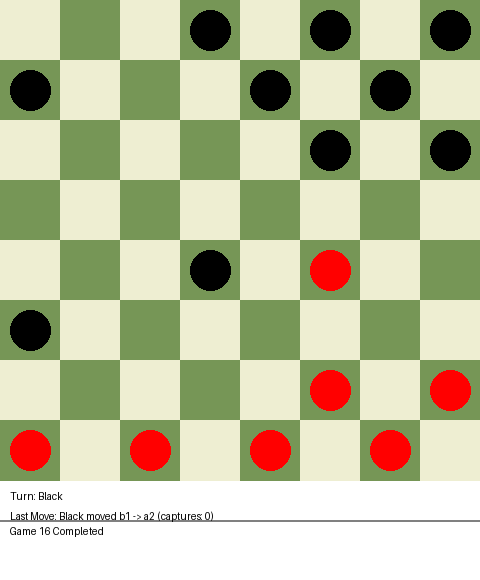 Turn: Black
Last Move: Black moved b1 -> a2 (captures: 0)
Game 16 Completed